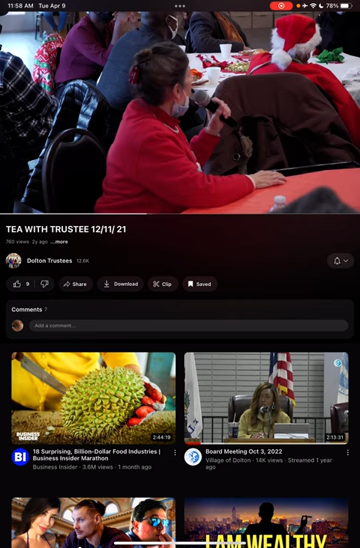 11:58 AM Tue Apr 9
78%
TEA WITH TRUSTEE 12/11/ 21
760 views 2y ago ...more
Dolton Trustees 12.6K
9
Share
Download
Clip
Saved
Comments 7
Add a comment...
BUSINESS
INSIDER
2:44:19
2:13:31
BI
18 Surprising, Billion-Dollar Food Industries |
Business Insider Marathon
Business Insider · 3.6M views · 1 month ago
Board Meeting Oct 3, 2022
Village of Dolton · 14K views · Streamed 1 year
ago
I AM WEALTHY